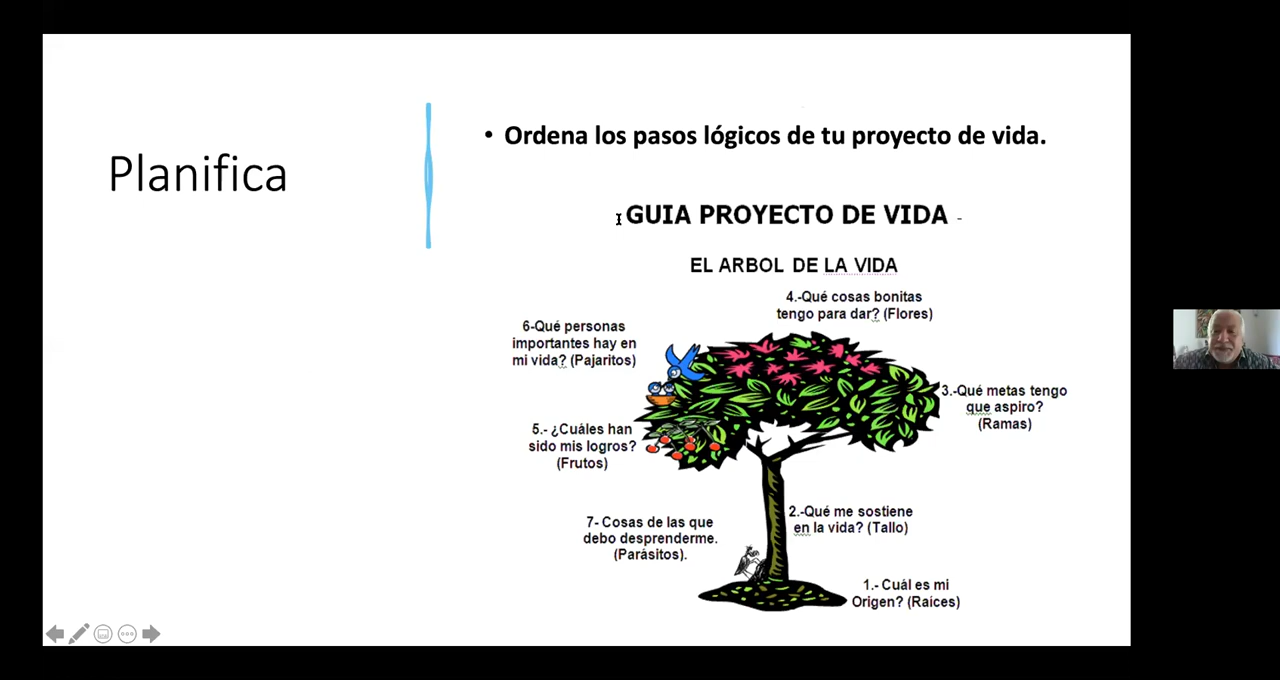 Planifica
• Ordena los pasos lógicos de tu proyecto de vida.
GUIA PROYECTO DE VIDA -
EL ARBOL DE LA VIDA
4.-Qué cosas bonitas
tengo para dar? (Flores)
6-Qué personas
importantes hay en
mi vida? (Pajaritos)
3.-Qué metas tengo
que aspiro?
(Ramas)
5.- ¿Cuáles han
sido mis logros?
(Frutos)
2.-Qué me sostiene
en la vida? (Tallo)
7- Cosas de las que
debo desprenderme.
(Parásitos).
1.- Cuál es mi
Origen? (Raíces)